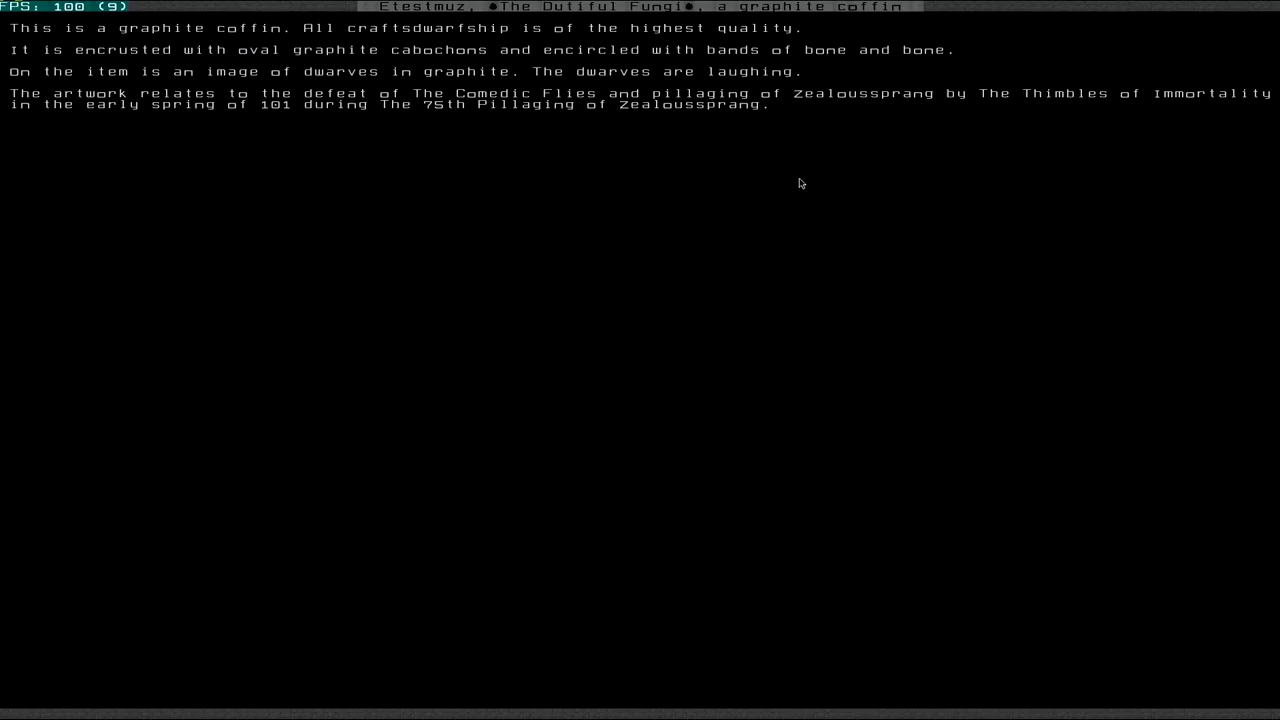 FPS: 100 (9)
Etestmuz, •The Dutiful Fungi•, a graphite coffin
This is a graphite coffin. All craftsdwarfship is of the highest quality.
It is encrusted with oval graphite cabochons and encircled with bands of bone and bone.
On the item is an image of dwarves in graphite. The dwarves are laughing.
The artwork relates to the defeat of The Comedic Flies and pillaging of Zealoussprang by The Thimbles of Immortality
in the early spring of 101 during The 75th Pillaging of Zealoussprang.